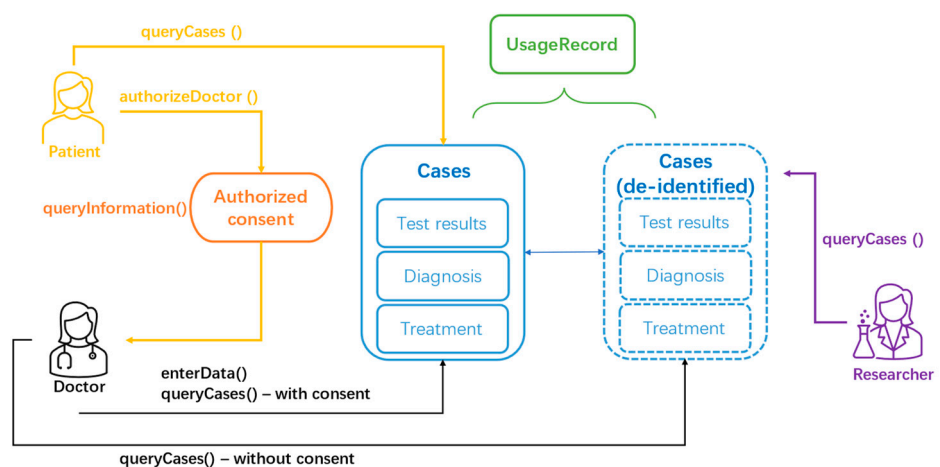 queryCases ()
UsageRecord
authorizeDoctor ()
Patient
Cases
Cases
(de-identified)
Authorized
consent
queryInformation()
Test results
Test results
queryCases ()
Diagnosis
Diagnosis
Treatment
Treatment
Doctor
Researcher
enterData()
queryCases() – with consent
queryCases() – without consent